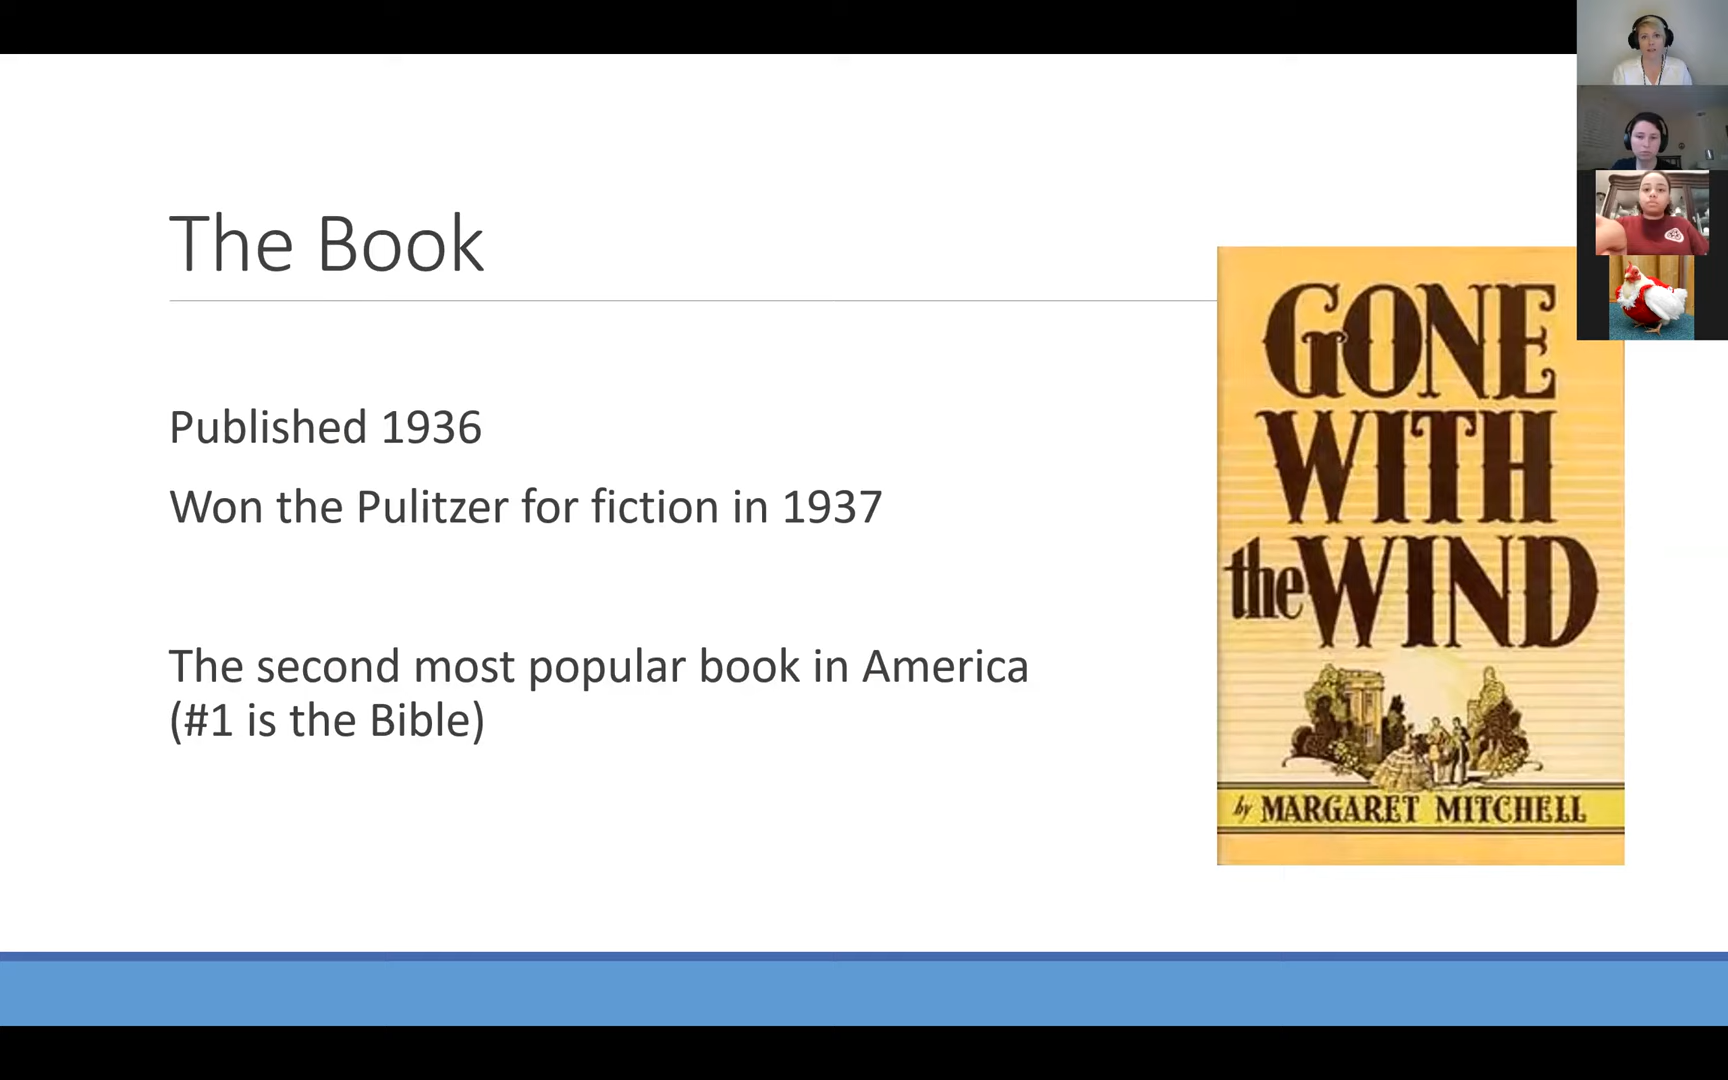 The Book
Published 1936
Won the Pulitzer for fiction in 1937
The second most popular book in America
(#1 is the Bible)
GONE
WITH
the WIND
by MARGARET MITCHELL